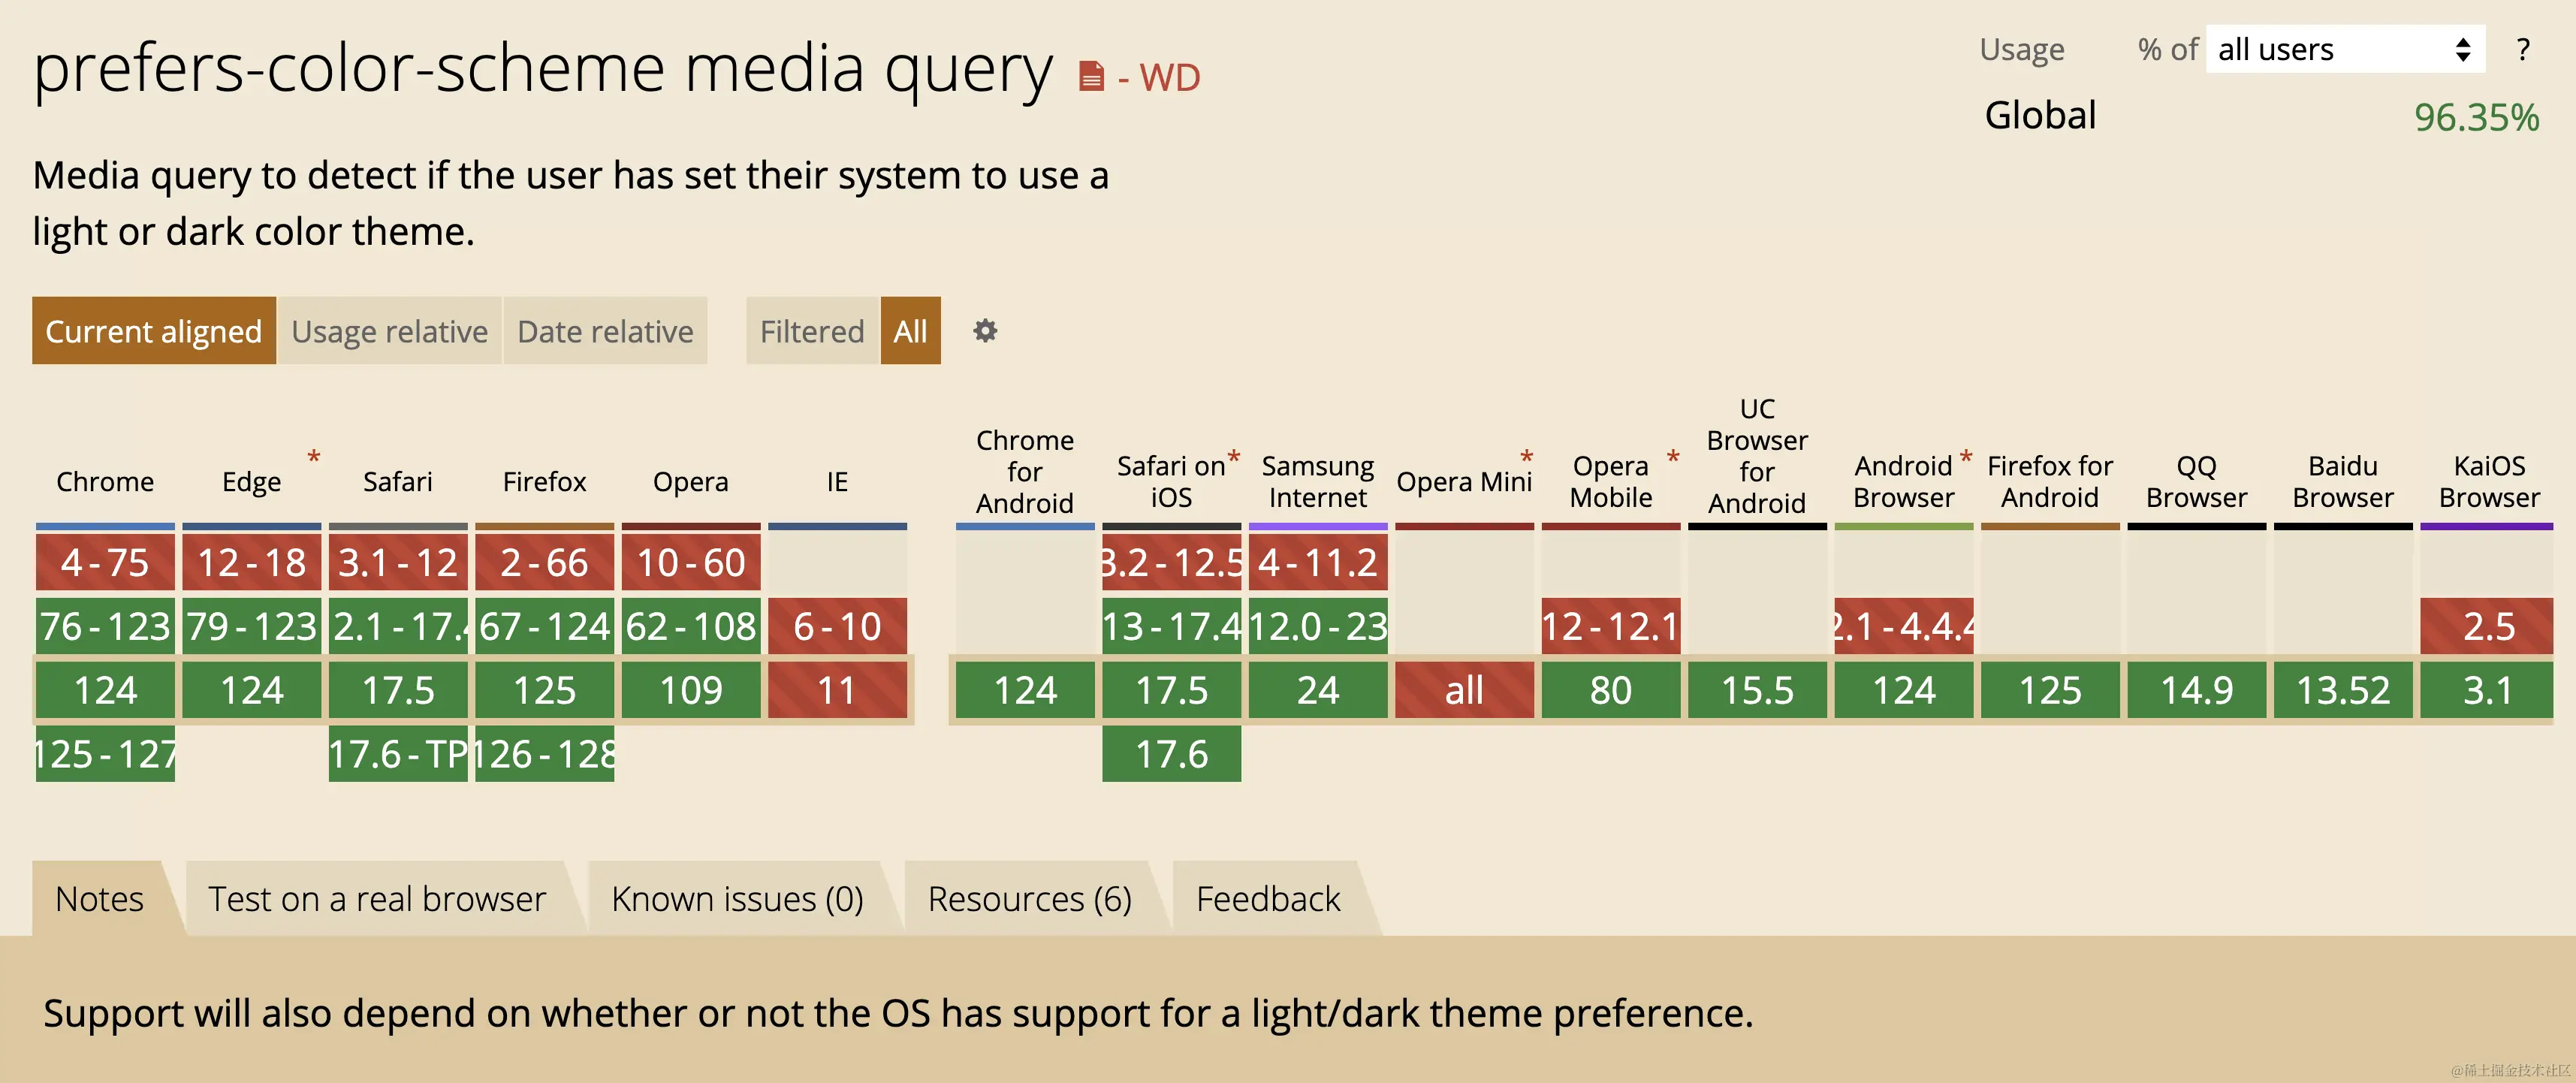 prefers-color-scheme media query - WD
Usage % of all users ?
Global 96.35%
Media query to detect if the user has set their system to use a
light or dark color theme.
Current aligned Usage relative Date relative Filtered All
Chrome Edge * Safari Firefox Opera IE
Chrome for Android Safari on iOS * Samsung Internet Opera Mini * Opera Mobile * UC Browser for Android Android Browser * Firefox for Android QQ Browser Baidu Browser KaiOS Browser
4-75 12-18 3.1-12 2-66 10-60 3.2-12.5 4-11.2
76-123 79-123 2.1-17.4 67-124 62-108 6-10 13-17.4 12.0-23 12-12.1 2.1-4.4.4 2.5
124 124 17.5 125 109 11 124 17.5 24 all 80 15.5 124 125 14.9 13.52 3.1
125-127 17.6-TP 126-128 17.6
Notes Test on a real browser Known issues (0) Resources (6) Feedback
Support will also depend on whether or not the OS has support for a light/dark theme preference.
@稀土掘金技术社区